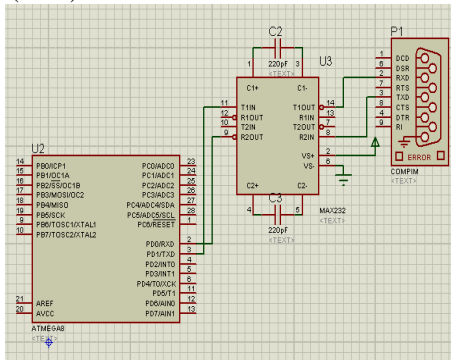 C2
1 3
220pF
<TEXT>
U3
C1+ C1-
11 T1IN T1OUT 14
12 R1OUT R1IN 13
10 T2IN T2OUT 7
9 R2OUT R2IN 8
VS+ 2
VS- 6
C2+ C2-
4 5
C3
220pF
<TEXT>
MAX232
<TEXT>
P1
1 DCD
6 DSR
2 RXD
7 RTS
3 TXD
8 CTS
4 DTR
9 RI
ERROR
COMPIM
<TEXT>
U2
14 PB0/ICP1 PC0/ADC0 23
15 PB1/OC1A PC1/ADC1 24
16 PB2/SS/OC1B PC2/ADC2 25
17 PB3/MOSI/OC2 PC3/ADC3 26
18 PB4/MISO PC4/ADC4/SDA 27
19 PB5/SCK PC5/ADC5/SCL 28
9 PB6/TOSC1/XTAL1 PC6/RESET 1
10 PB7/TOSC2/XTAL2
PD0/RXD 2
PD1/TXD 3
PD2/INT0 4
PD3/INT1 5
PD4/T0/XCK 6
PD5/T1 11
21 AREF PD6/AIN0 12
20 AVCC PD7/AIN1 13
ATMEGA8
<TEXT>